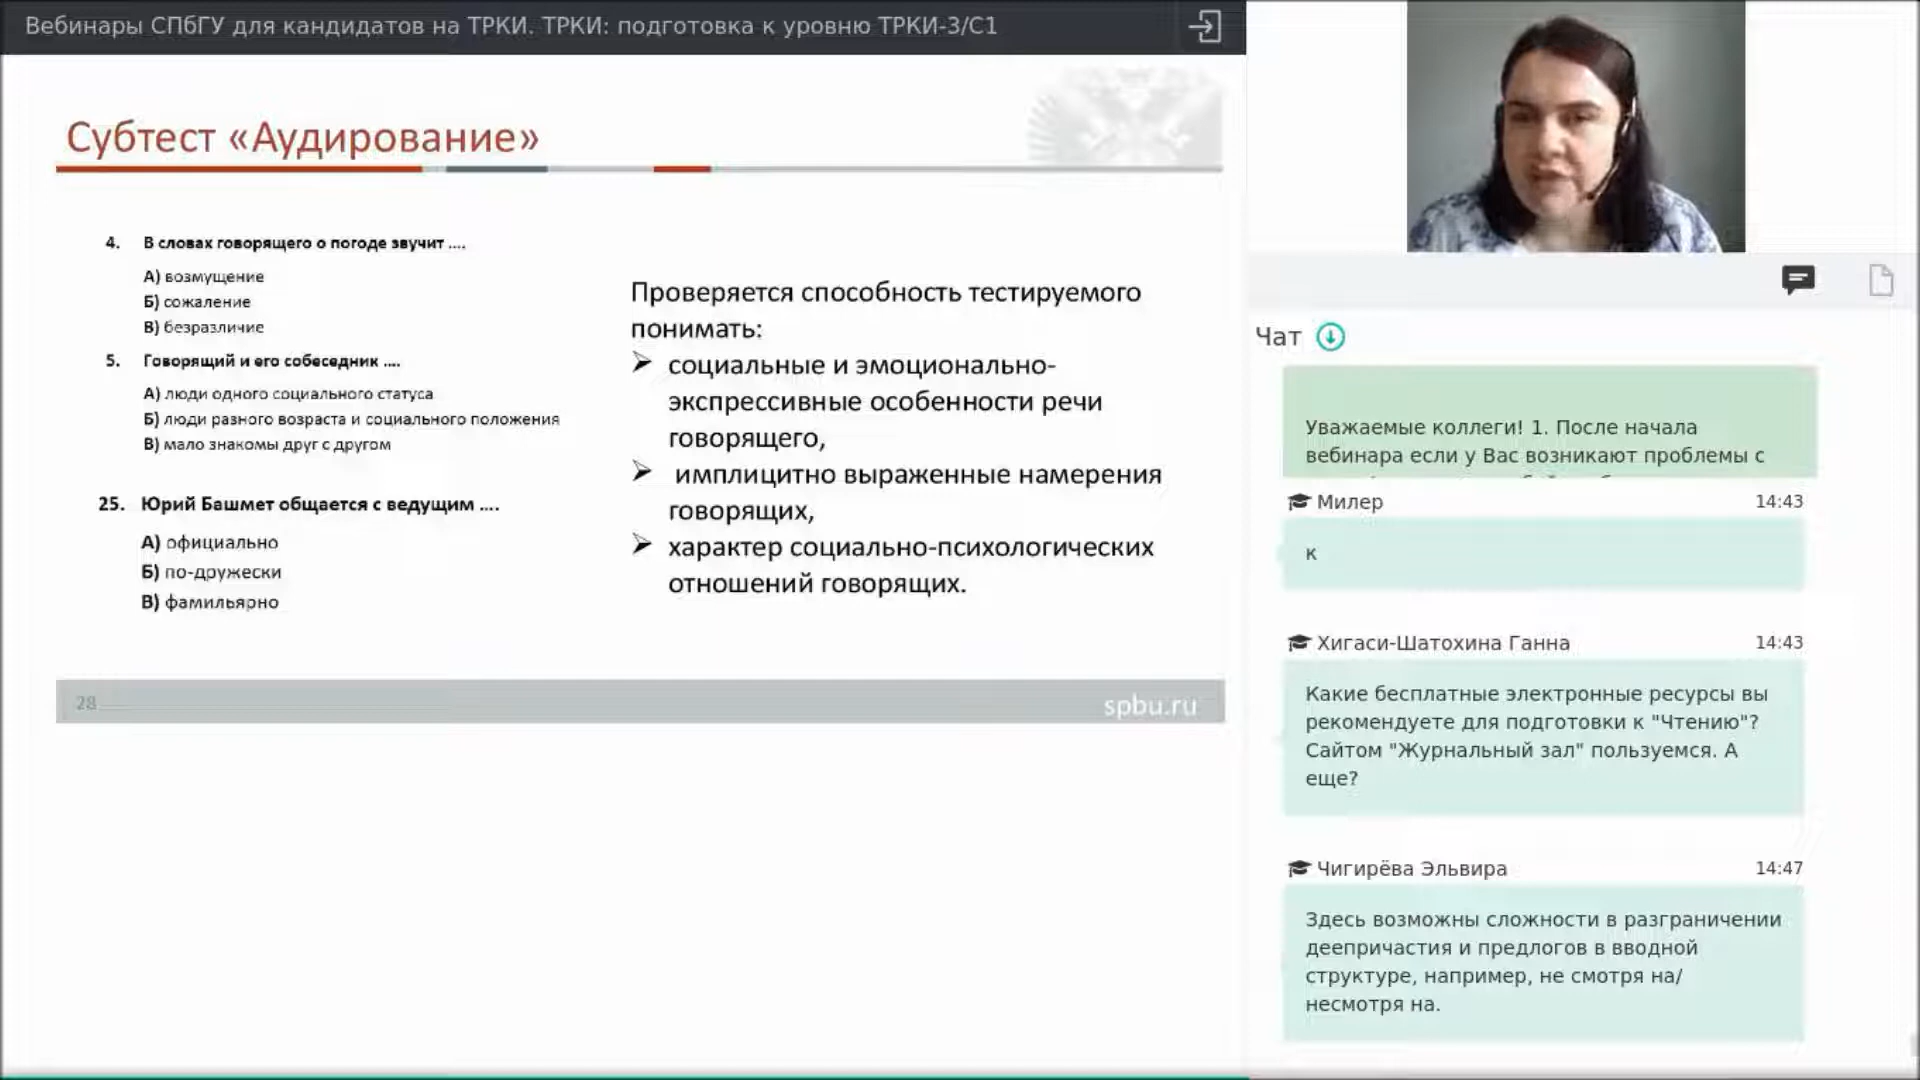 Вебинары СПбГУ для кандидатов на ТРКИ. ТРКИ: подготовка к уровню ТРКИ-3/С1
Субтест «Аудирование»
4. В словах говорящего о погоде звучит ....
А) возмущение
Б) сожаление
В) безразличие
5. Говорящий и его собеседник ....
А) люди одного социального статуса
Б) люди разного возраста и социального положения
В) мало знакомы друг с другом
25. Юрий Башмет общается с ведущим ....
А) официально
Б) по-дружески
В) фамильярно
Проверяется способность тестируемого
понимать:
социальные и эмоционально-
экспрессивные особенности речи
говорящего,
имплицитно выраженные намерения
говорящих,
характер социально-психологических
отношений говорящих.
28
spbu.ru
Чат
Уважаемые коллеги! 1. После начала
вебинара если у Вас возникают проблемы с
Милер 14:43
к
Хигаси-Шатохина Ганна 14:43
Какие бесплатные электронные ресурсы вы
рекомендуете для подготовки к "Чтению"?
Сайтом "Журнальный зал" пользуемся. А
еще?
Чигирёва Эльвира 14:47
Здесь возможны сложности в разграничении
деепричастия и предлогов в вводной
структуре, например, не смотря на/
несмотря на.